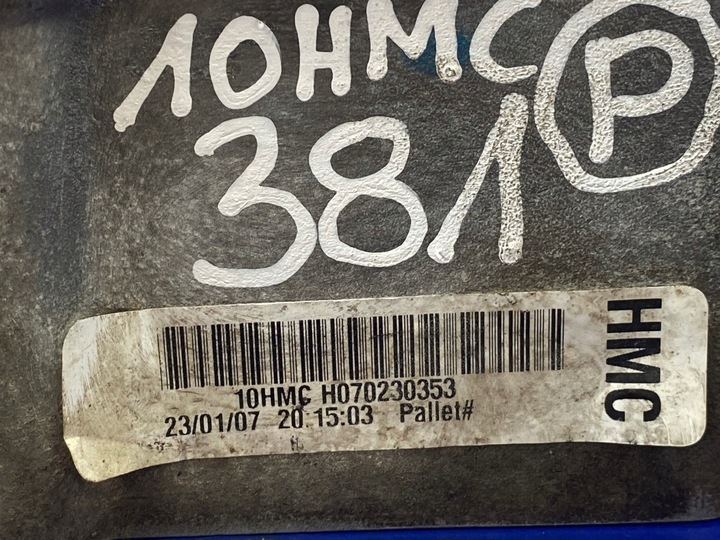 10HMC P
381
10HMC H070230353
23/01/07 20:15:03 Pallet#
HMC